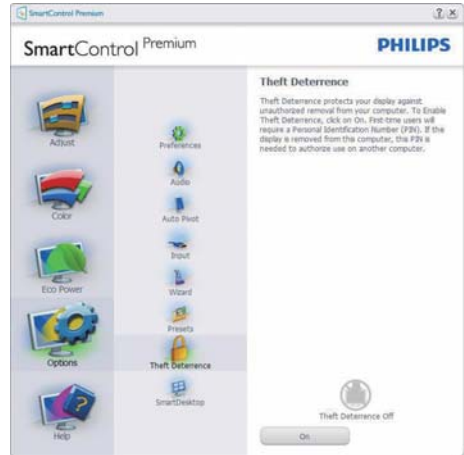 SmartControl Premium
SmartControl Premium
PHILIPS
Adjust
Color
Eco Power
Options
Help
Preferences
Audio
Auto Pivot
Input
Wizard
Presets
Theft Deterrence
SmartDesktop
Theft Deterrence
Theft Deterrence protects your display against
unauthorized removal from your computer. To Enable
Theft Deterrence, click on On. First-time users will
require a Personal Identification Number (PIN). If the
display is removed from this computer, this PIN is
needed to authorize use on another computer.
Theft Deterrence Off
On